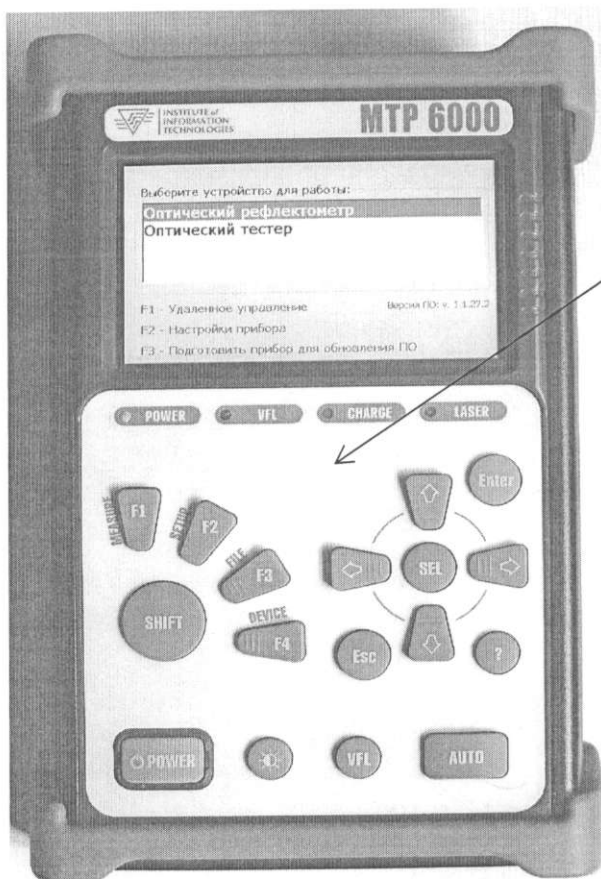 INSTITUTE of
INFORMATION
TECHNOLOGIES
MTP 6000
Выберите устройство для работы:
Оптический рефлектометр
Оптический тестер
F1 - Удаленное управление
Версия ПО: v. 1.1.27.2
F2 - Настройки прибора
F3 - Подготовить прибор для обновления ПО
POWER
VFL
CHARGE
LASER
MEASURE
F1
SETUP
F2
FILE
F3
DEVICE
F4
SHIFT
Enter
SEL
Esc
?
POWER
VFL
AUTO